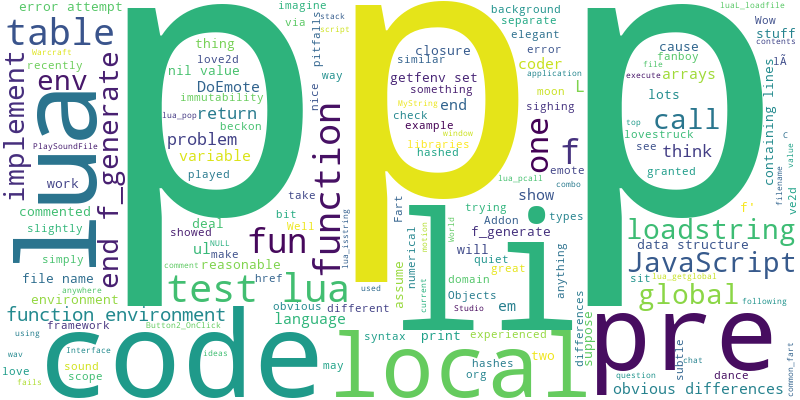 error attempt
imagine
background
luaL_loadfile
via
stack
script
separate
Wow
stuff
contents
table
Warcraft
recently
env
thing
love2d
nil value
DoEmote
immutability
lua_pop
return
beckon
problem
variable
played
p
p
p
pitfalls
nice
way
closure
similar
getfenv set
something
MyString
end
check
example
window
libraries
hashed
elegant
error
coder
application
moon
sighing
one
f
emote
combo
L
cause
fanboy
file
execute
arrays
lots
call
top
lovestruck
see
think
granted
lÃ
containing lines
c
value
filename
ve2d
implement
lua
PlaySoundFile
work
f_generate
end
function
commented
slightly
simply
file name
anywhere
environment
showed
deal
ul
NULL
make
comment
reasonable
fun
bit
Well
take
lua_isstring
test lua
href
obvious
different
language
used
Fart
assume
numerical
current
motion
World
li
trying
Addon
f_generate
will
quiet
great
domain
Objects
Studio
em
lua_pcall
show
types
anything
differences
suppose
f'
loadstring
data structure
JavaScript
lua_getglobal
sit
global
following
function environment
framework
Button2_OnClick
using
Interface
wav
love
sound
scope
fails
code
ideas
may
syntax
print
experienced
local
hashes
org
two
pre
subtle
chat
question
dance
common_fart
obvious differences